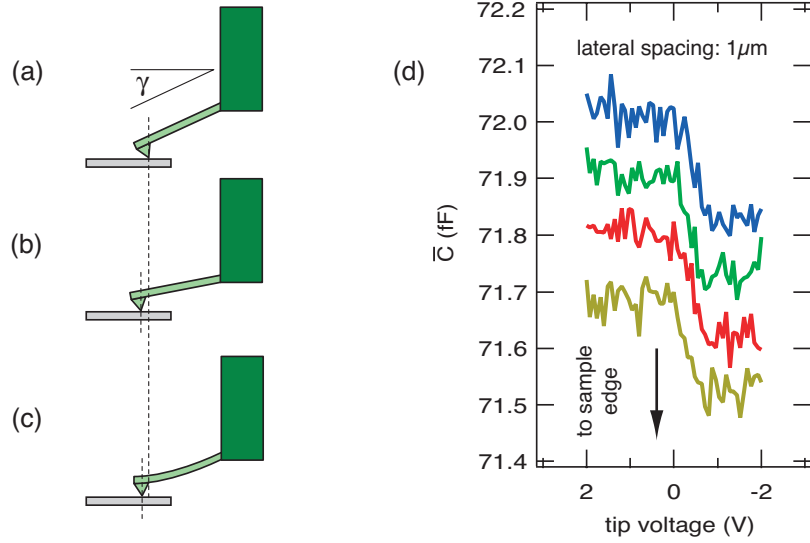 (a)
γ
(b)
(c)
(d)
lateral spacing: 1μm
72.2
72.1
72.0
71.9
71.8
71.7
71.6
71.5
71.4
C̅ (fF)
to sample
edge
2
0
-2
tip voltage (V)